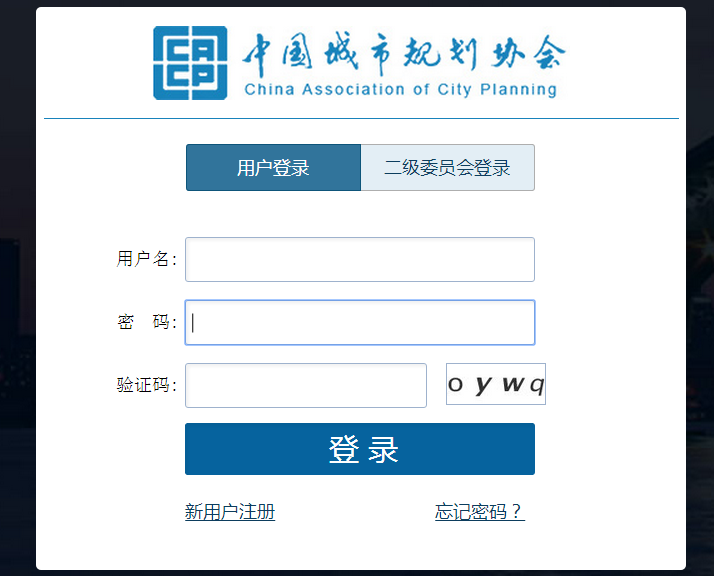 CACP 中国城市规划协会
China Association of City Planning
用户登录 二级委员会登录
用户名：
密 码：
验证码： o y w q
登 录
新用户注册 忘记密码？